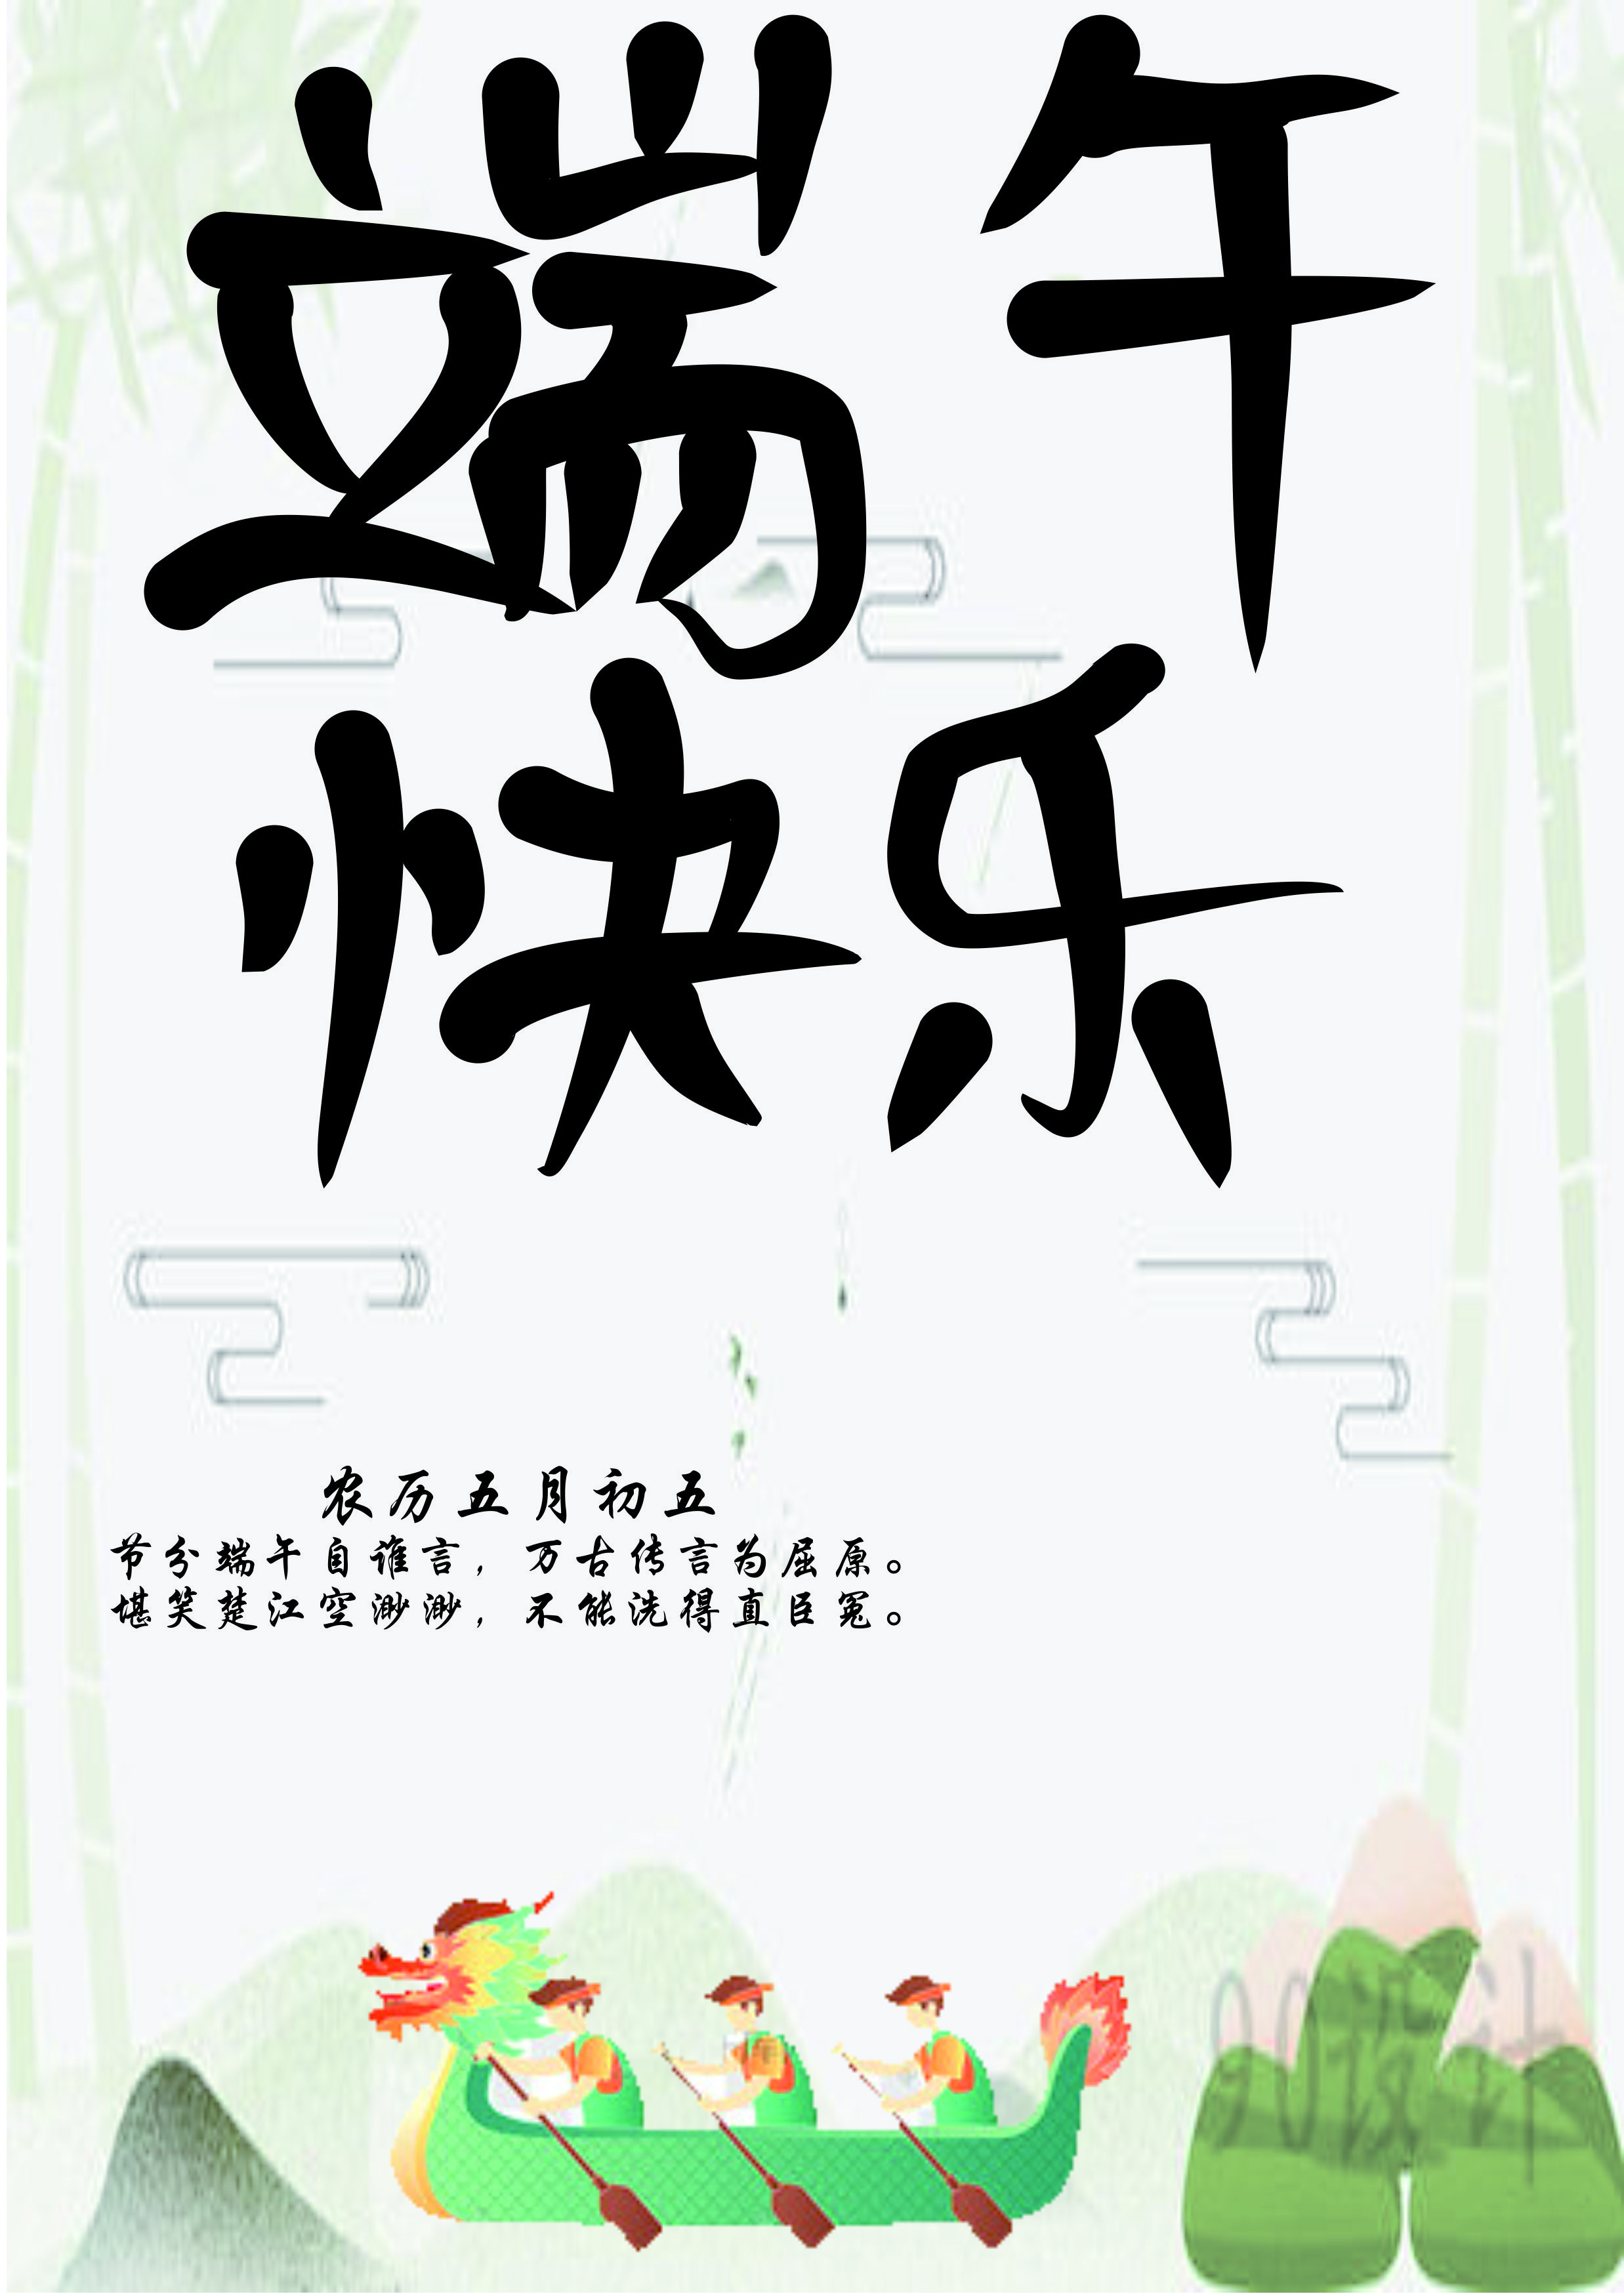 端午
快乐
农历五月初五
节分端午自谁言，万古传言为屈原。
堪笑楚江空渺渺，不能洗得直臣冤。
90设计